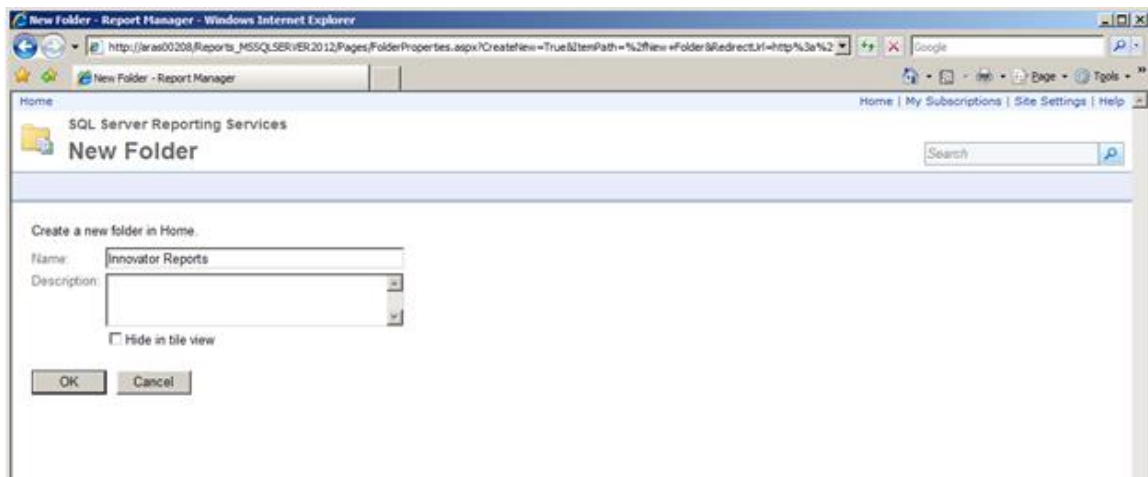 New Folder - Report Manager - Windows Internet Explorer
http://aras00208/Reports_MSSQLSERVER2012/Pages/FolderProperties.aspx?CreateNew=True&ItemPath=%2fNew+Folder&RedirectUrl=http%3a%2
Google
New Folder - Report Manager
Page Tools
Home
Home | My Subscriptions | Site Settings | Help
SQL Server Reporting Services
New Folder
Search
Create a new folder in Home.
Name: Innovator Reports
Description:
Hide in tile view
OK Cancel